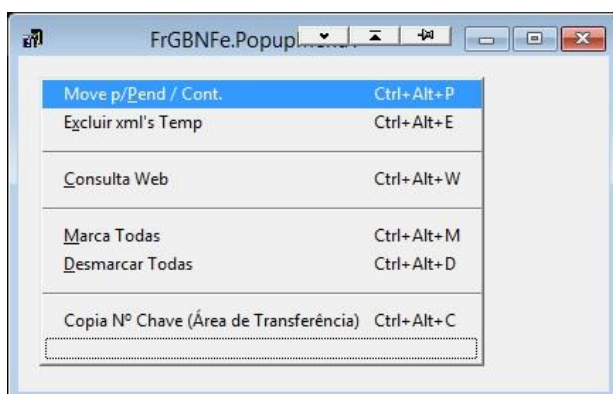 FrGBNFe.Popup
Move p/Pend / Cont. Ctrl+Alt+P
Excluir xml's Temp Ctrl+Alt+E
Consulta Web Ctrl+Alt+W
Marca Todas Ctrl+Alt+M
Desmarcar Todas Ctrl+Alt+D
Copia Nº Chave (Área de Transferência) Ctrl+Alt+C